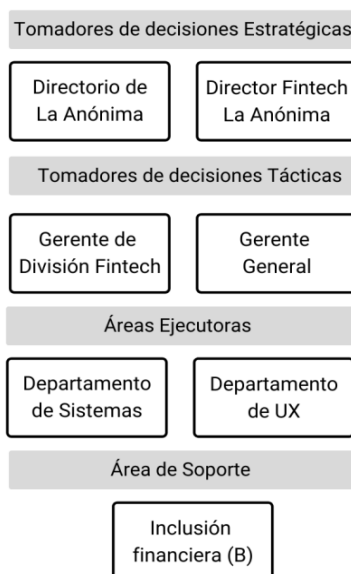 Tomadores de decisiones Estratégicas
Directorio de
La Anónima
Director Fintech
La Anónima
Tomadores de decisiones Tácticas
Gerente de
División Fintech
Gerente
General
Áreas Ejecutoras
Departamento
de Sistemas
Departamento
de UX
Área de Soporte
Inclusión
financiera (B)